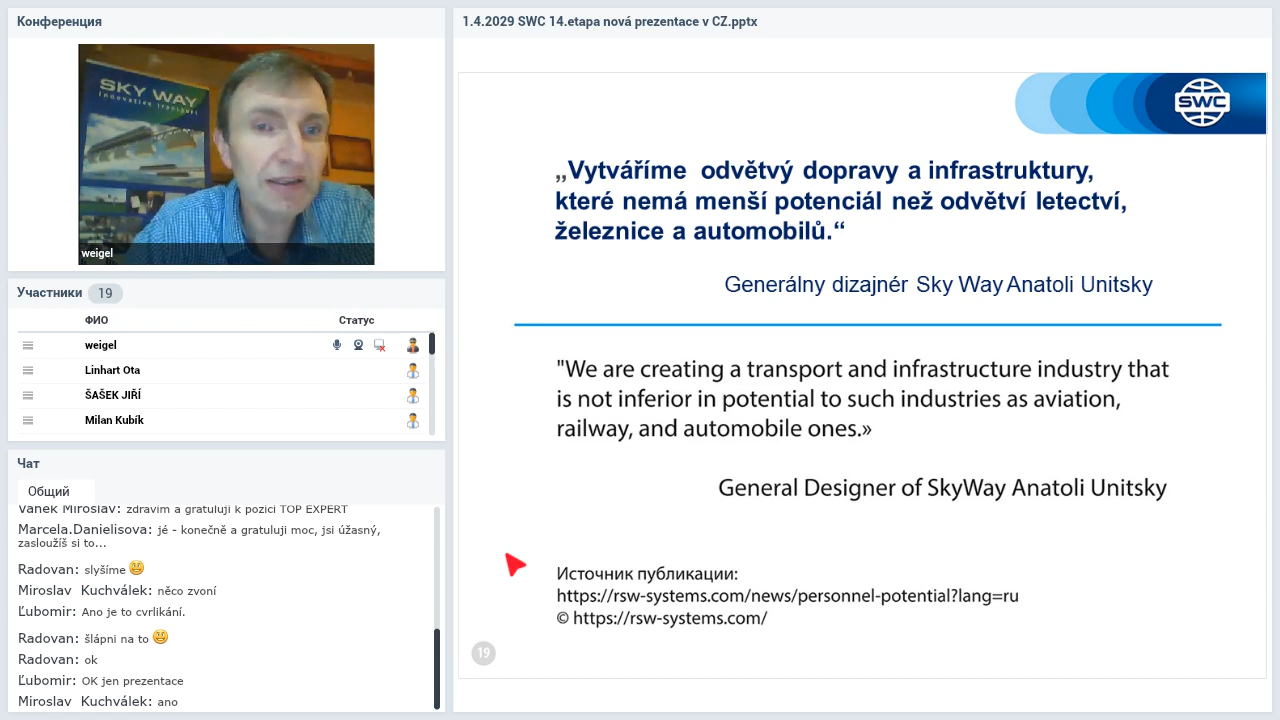 Конференция
SKY WAY
innovative transport
weigel
Участники 19
ФИО Статус
weigel
Linhart Ota
ŠAŠEK JIŘÍ
Milan Kubík
Чат
Общий
Vaněk Miroslav: zdravím a gratuluji k pozici TOP EXPERT
Marcela.Danielisova: jé - konečně a gratuluji moc, jsi úžasný,
zasloužíš si to...
Radovan: slyšíme
Miroslav Kuchválek: něco zvoní
Ľubomir: Ano je to cvrlikání.
Radovan: šlápni na to
Radovan: ok
Ľubomir: OK jen prezentace
Miroslav Kuchválek: ano
1.4.2029 SWC 14.etapa nová prezentace v CZ.pptx
SWC
„Vytváříme odvětvý dopravy a infrastruktury,
které nemá menší potenciál než odvětví letectví,
železnice a automobilů.“
Generálny dizajnér Sky Way Anatoli Unitsky
"We are creating a transport and infrastructure industry that
is not inferior in potential to such industries as aviation,
railway, and automobile ones.»
General Designer of SkyWay Anatoli Unitsky
Источник публикации:
https://rsw-systems.com/news/personnel-potential?lang=ru
© https://rsw-systems.com/
19